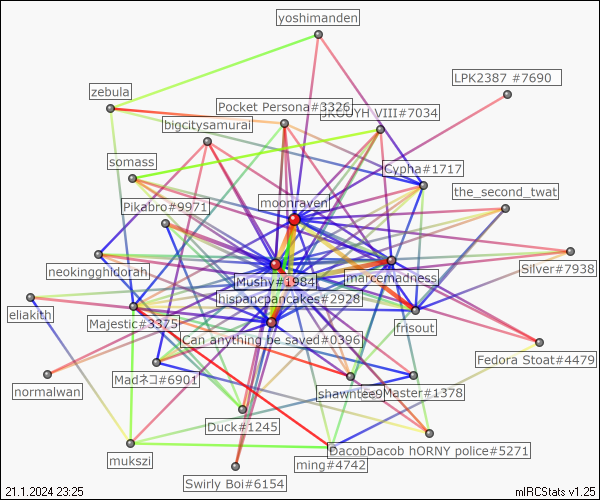 yoshimanden
LPK2387 #7690
zebula
Pocket Persona#3326
JKOUYH VIII#7034
bigcitysamurai
somass
Cypha#1717
the_second_twat
moonraven
Pikabro#9971
neokingghidorah
Mushy#1984
marcemadness
Silver#7938
hispancpancakes#2928
eliakith
Majestic#3375
frisout
Can anything be saved#0396
Fedora Stoat#4479
Madネコ#6901
normalwan
shawntee9
Master#1378
Duck#1245
DacobDacob hORNY police#5271
mukszi
ming#4742
Swirly Boi#6154
21.1.2024 23:25
mIRCStats v1.25